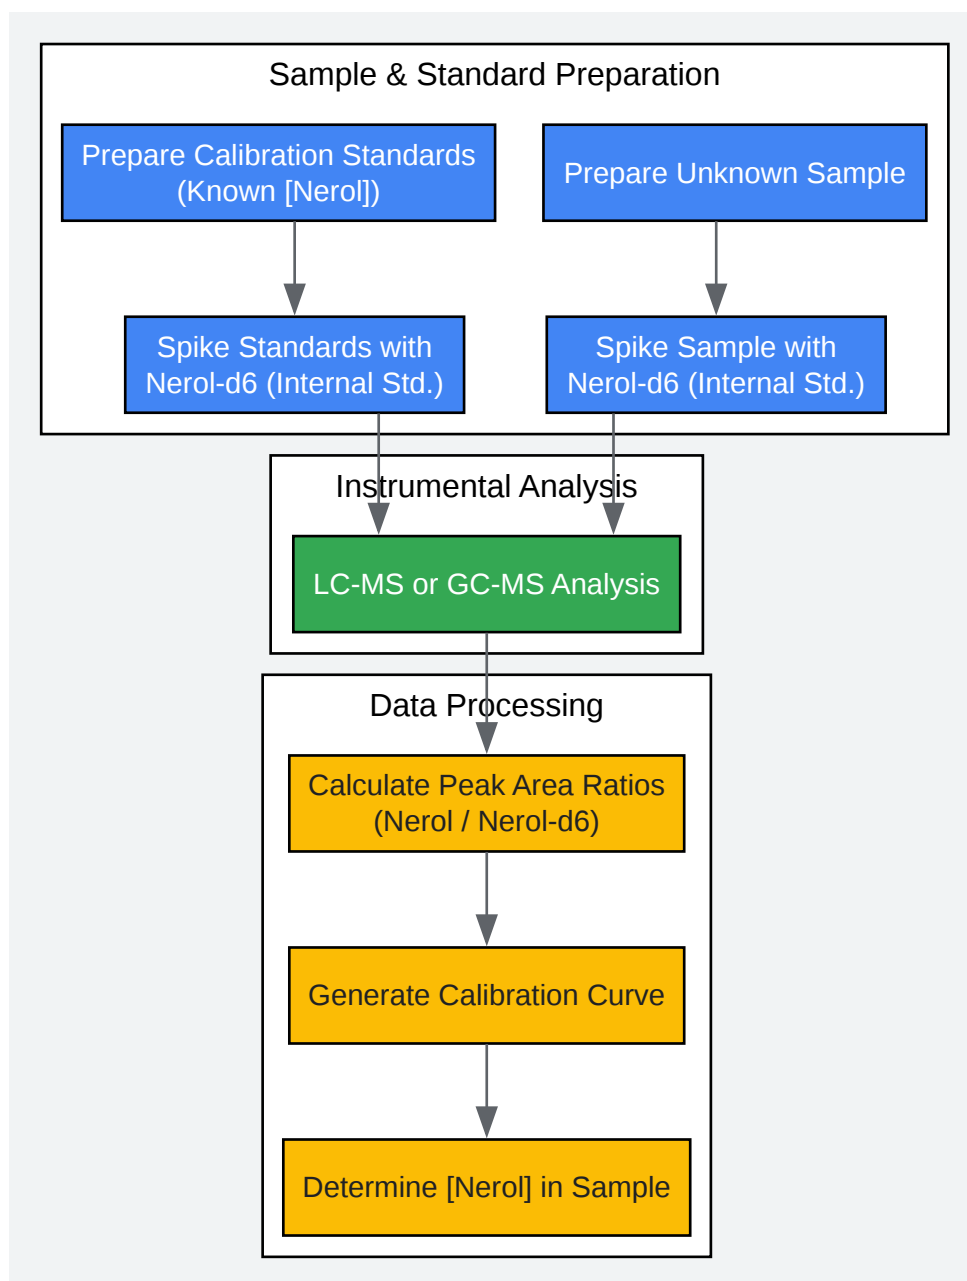 Sample & Standard Preparation
Prepare Calibration Standards
(Known [Nerol])
Prepare Unknown Sample
Spike Standards with
Nerol-d6 (Internal Std.)
Spike Sample with
Nerol-d6 (Internal Std.)
Instrumental Analysis
LC-MS or GC-MS Analysis
Data Processing
Calculate Peak Area Ratios
(Nerol / Nerol-d6)
Generate Calibration Curve
Determine [Nerol] in Sample